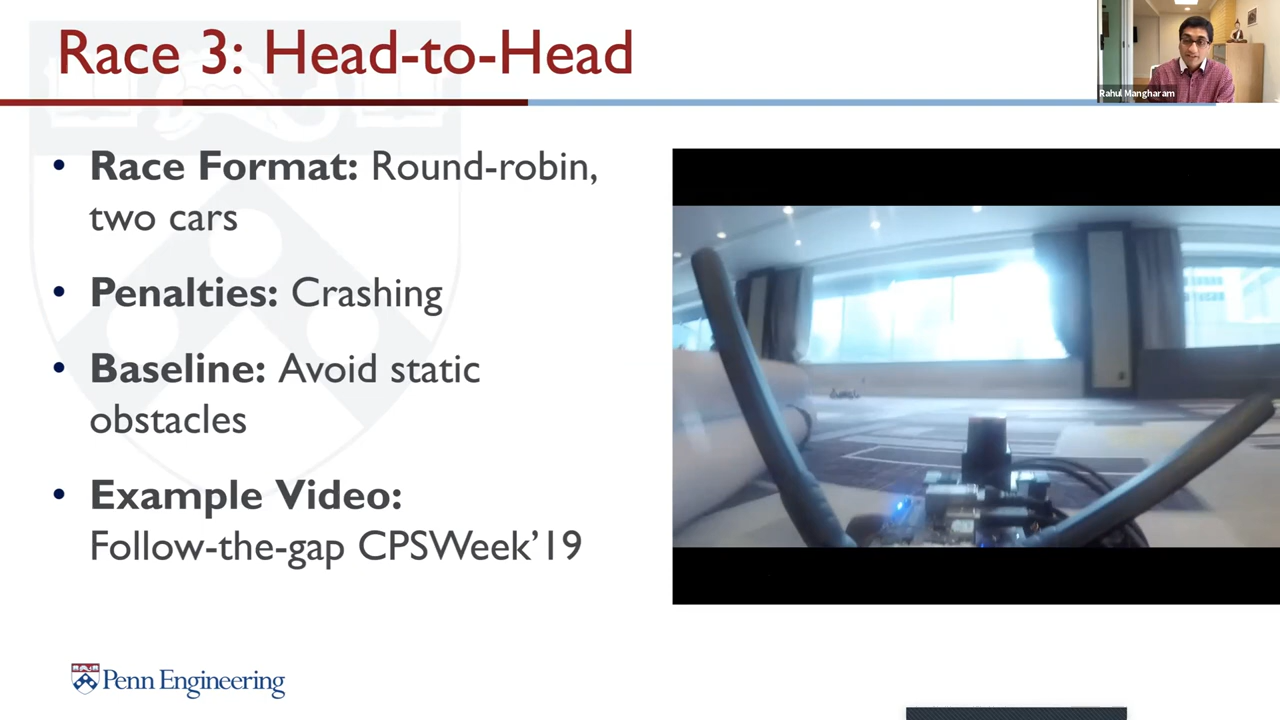 Race 3: Head-to-Head
Rahul Mangharam
• Race Format: Round-robin,
two cars
• Penalties: Crashing
• Baseline: Avoid static
obstacles
• Example Video:
Follow-the-gap CPSWeek’19
Penn Engineering